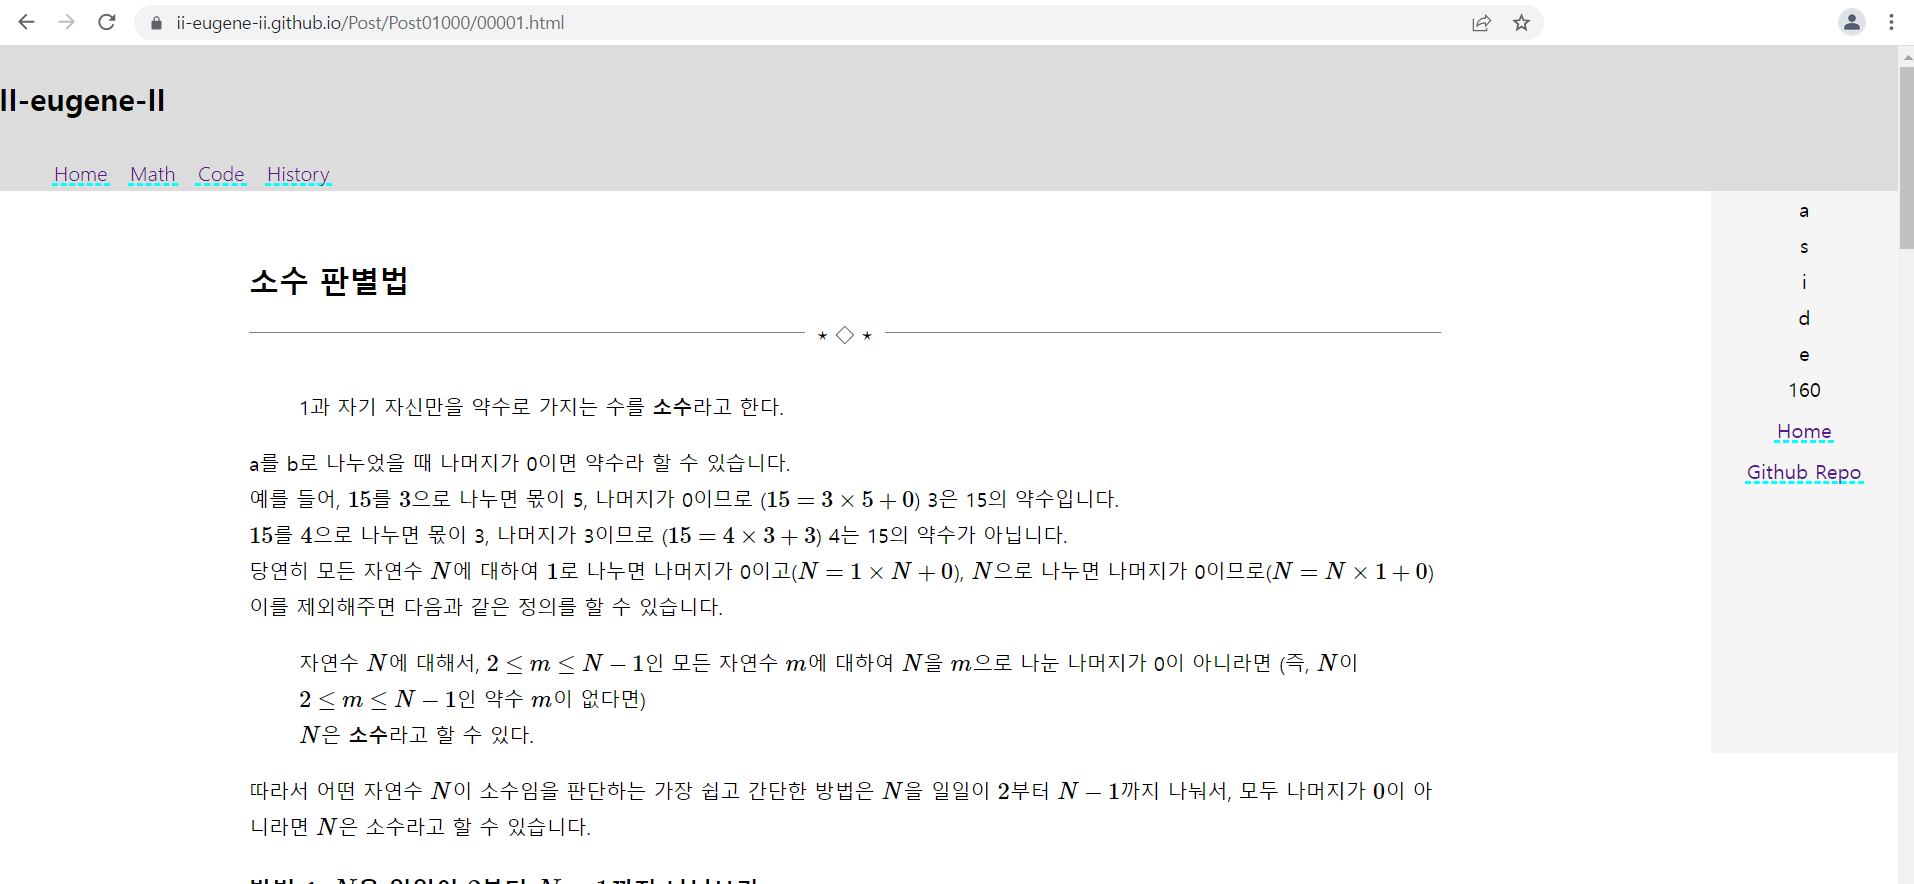 ii-eugene-ii.github.io/Post/Post01000/00001.html
II-eugene-II
Home Math Code History
소수 판별법
⋆ ◇ ⋆
1과 자기 자신만을 약수로 가지는 수를 소수라고 한다.
a를 b로 나누었을 때 나머지가 0이면 약수라 할 수 있습니다.
예를 들어, 15를 3으로 나누면 몫이 5, 나머지가 0이므로 (15 = 3 × 5 + 0) 3은 15의 약수입니다.
15를 4으로 나누면 몫이 3, 나머지가 3이므로 (15 = 4 × 3 + 3) 4는 15의 약수가 아닙니다.
당연히 모든 자연수 N에 대하여 1로 나누면 나머지가 0이고(N = 1 × N + 0), N으로 나누면 나머지가 0이므로(N = N × 1 + 0)
이를 제외해주면 다음과 같은 정의를 할 수 있습니다.
자연수 N에 대해서, 2 ≤ m ≤ N − 1인 모든 자연수 m에 대하여 N을 m으로 나눈 나머지가 0이 아니라면 (즉, N이
2 ≤ m ≤ N − 1인 약수 m이 없다면)
N은 소수라고 할 수 있다.
따라서 어떤 자연수 N이 소수임을 판단하는 가장 쉽고 간단한 방법은 N을 일일이 2부터 N − 1까지 나눠서, 모두 나머지가 0이 아
니라면 N은 소수라고 할 수 있습니다.
a
s
i
d
e
160
Home
Github Repo